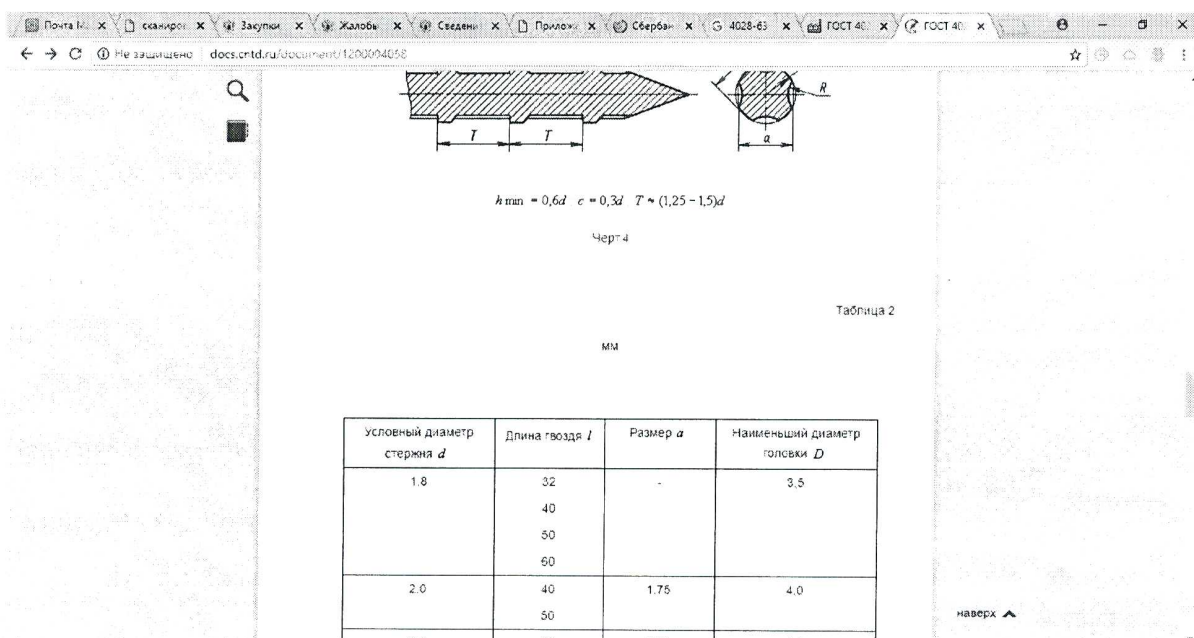 Почта
сканиро
Закупки,
Жалобы
Сведени
Прилож
Сбербан
4028-63
ГОСТ 40
ГОСТ 40
Не защищено docs.cntd.ru/document/1200004058
R
T T
a
h min = 0,6d c = 0,3d T ≈ (1,25 - 1,5)d
Черт 4
Таблица 2
мм
Условный диаметр стержня d
Длина гвоздя l
Размер a
Наименьший диаметр головки D
1,8 32 - 3,5
40
50
60
2,0 40 1,75 4,0
50
наверх